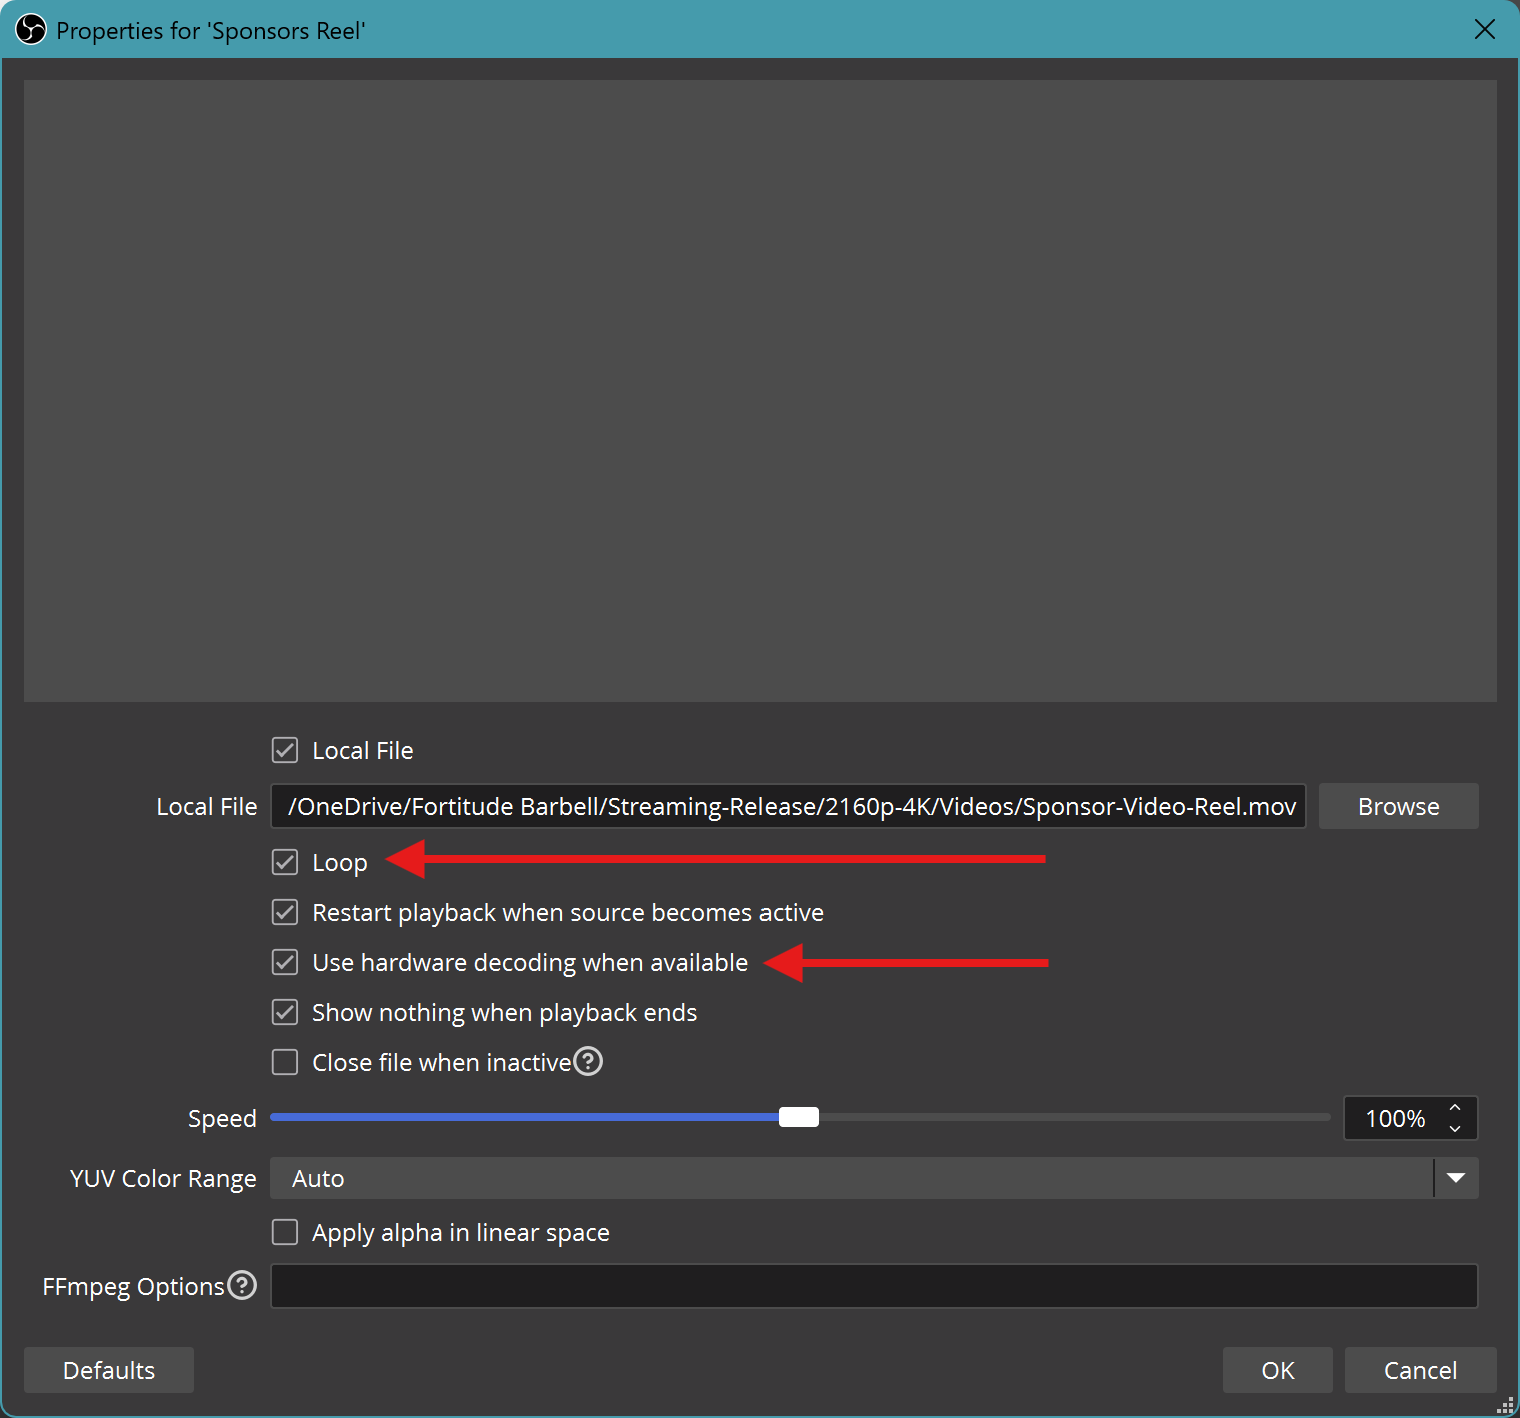 Properties for 'Sponsors Reel'
Local File
Local File /OneDrive/Fortitude Barbell/Streaming-Release/2160p-4K/Videos/Sponsor-Video-Reel.mov Browse
Loop
Restart playback when source becomes active
Use hardware decoding when available
Show nothing when playback ends
Close file when inactive ?
Speed 100%
YUV Color Range Auto
Apply alpha in linear space
FFmpeg Options ?
Defaults OK Cancel